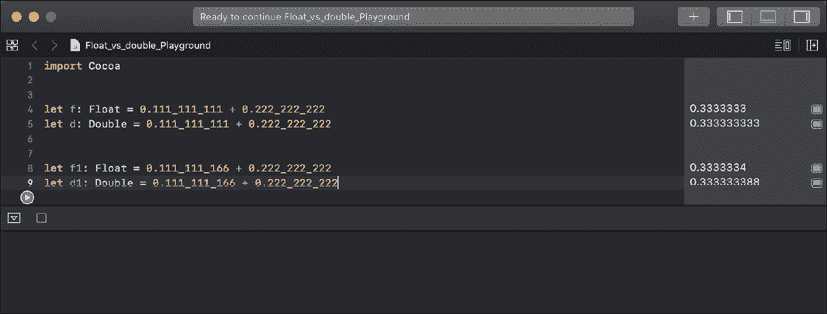 Ready to continue Float_vs_double_Playground
Float_vs_double_Playground
1 import Cocoa
2
3
4 let f: Float = 0.111_111_111 + 0.222_222_222 0.3333333
5 let d: Double = 0.111_111_111 + 0.222_222_222 0.333333333
6
7
8 let f1: Float = 0.111_111_166 + 0.222_222_222 0.3333334
9 let d1: Double = 0.111_111_166 + 0.222_222_222 0.333333388